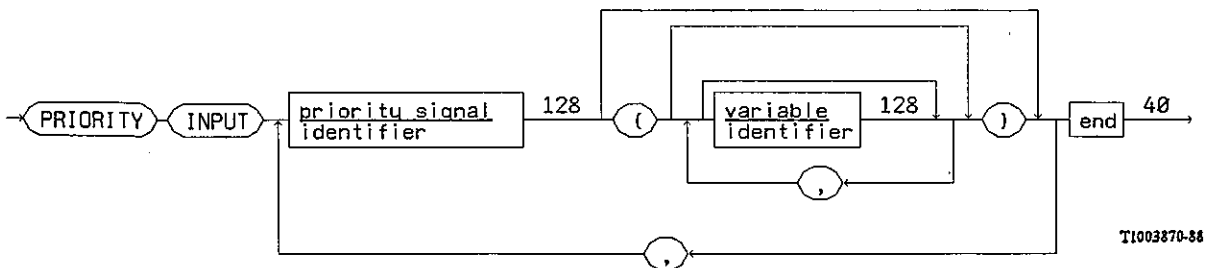 PRIORITY INPUT priority signal identifier 128 ( variable identifier 128 ) end 40
,
,
T1003870-88